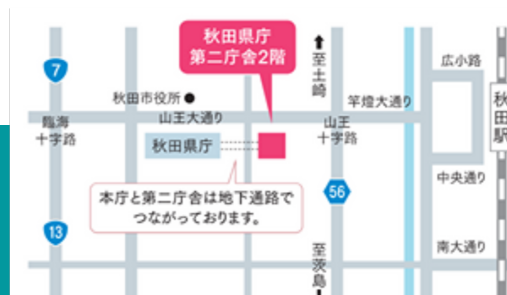 秋田県庁
第二庁舎2階
7
至土崎
広小路
秋田市役所
竿燈大通り
山王大通り
臨海
十字路
山王
十字路
秋田駅
秋田県庁
中央通り
本庁と第二庁舎は地下通路で
つながっております。
56
13
至茨島
南大通り